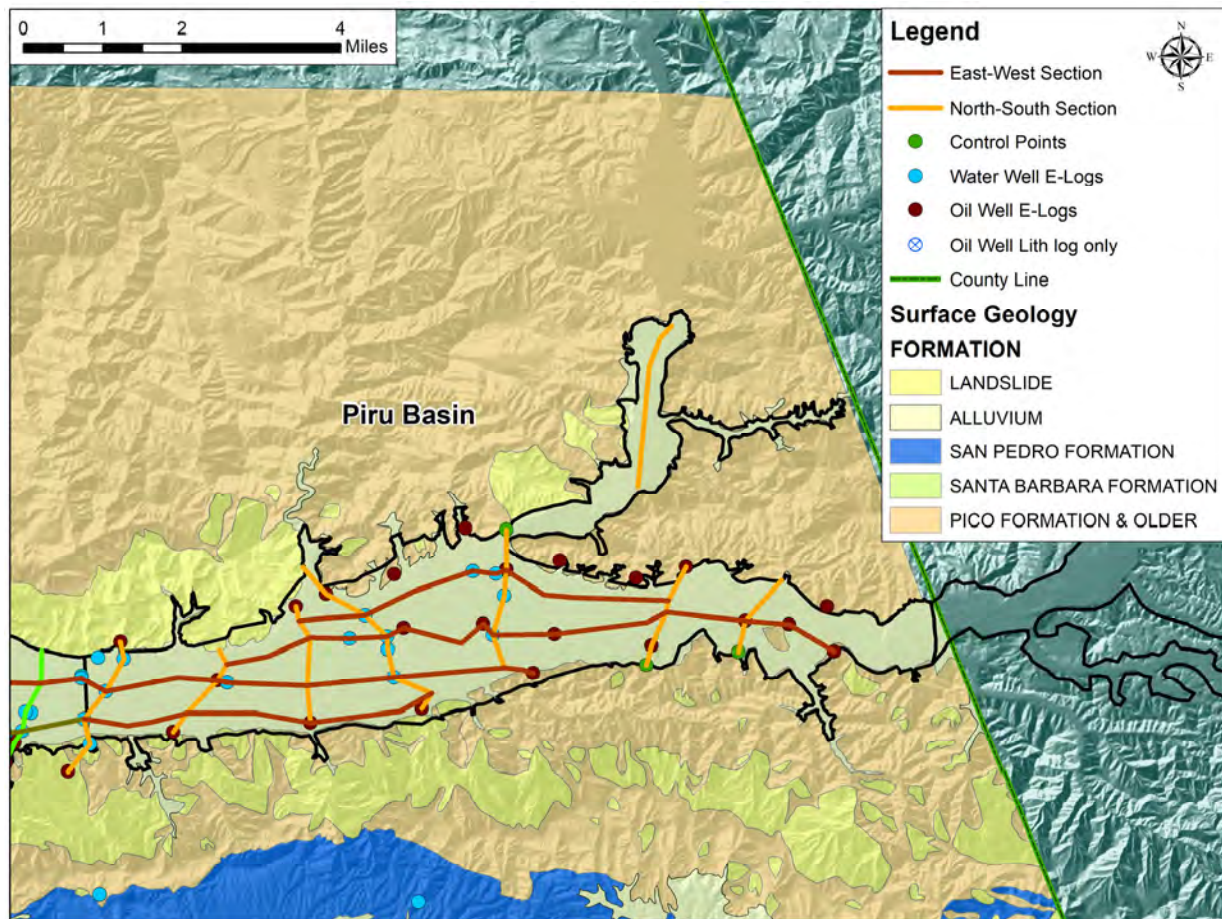 0 1 2 4
Miles
Legend
N
W E
S
East-West Section
North-South Section
Control Points
Water Well E-Logs
Oil Well E-Logs
Oil Well Lith log only
County Line
Surface Geology
FORMATION
LANDSLIDE
ALLUVIUM
SAN PEDRO FORMATION
SANTA BARBARA FORMATION
PICO FORMATION & OLDER
Piru Basin